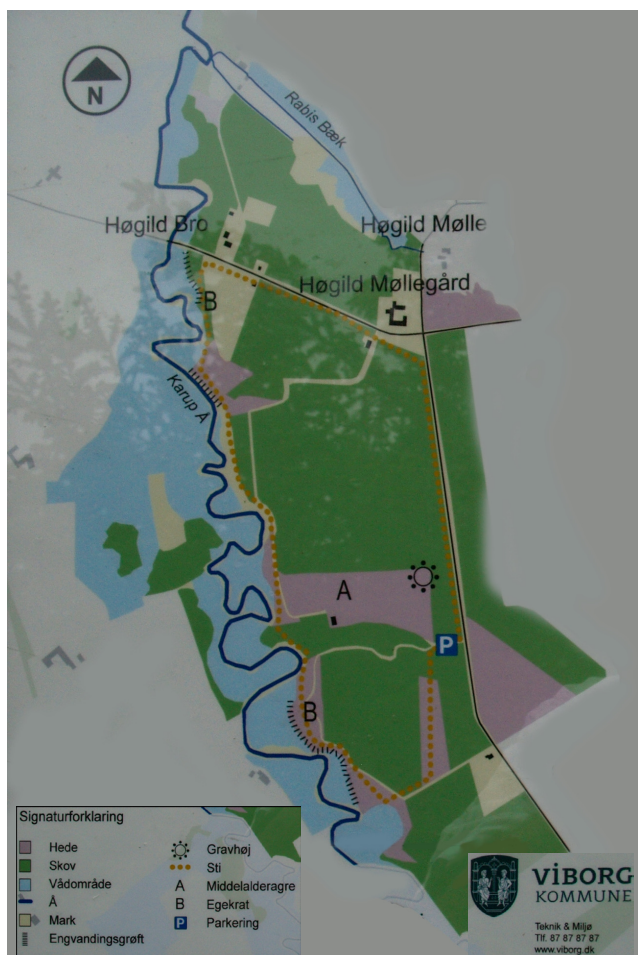 N
Rabis Bæk
Høgild Bro
Høgild Mølle
Høgild Møllegård
B
Karup Å
A
P
B
Signaturforklaring
Hede
Skov
Vådområde
Å
Mark
Engvandingsgrøft
Gravhøj
Sti
A Middelalderagre
B Egekrat
P Parkering
VIBORG
KOMMUNE
Teknik & Miljø
Tlf. 87 87 87 87
www.viborg.dk